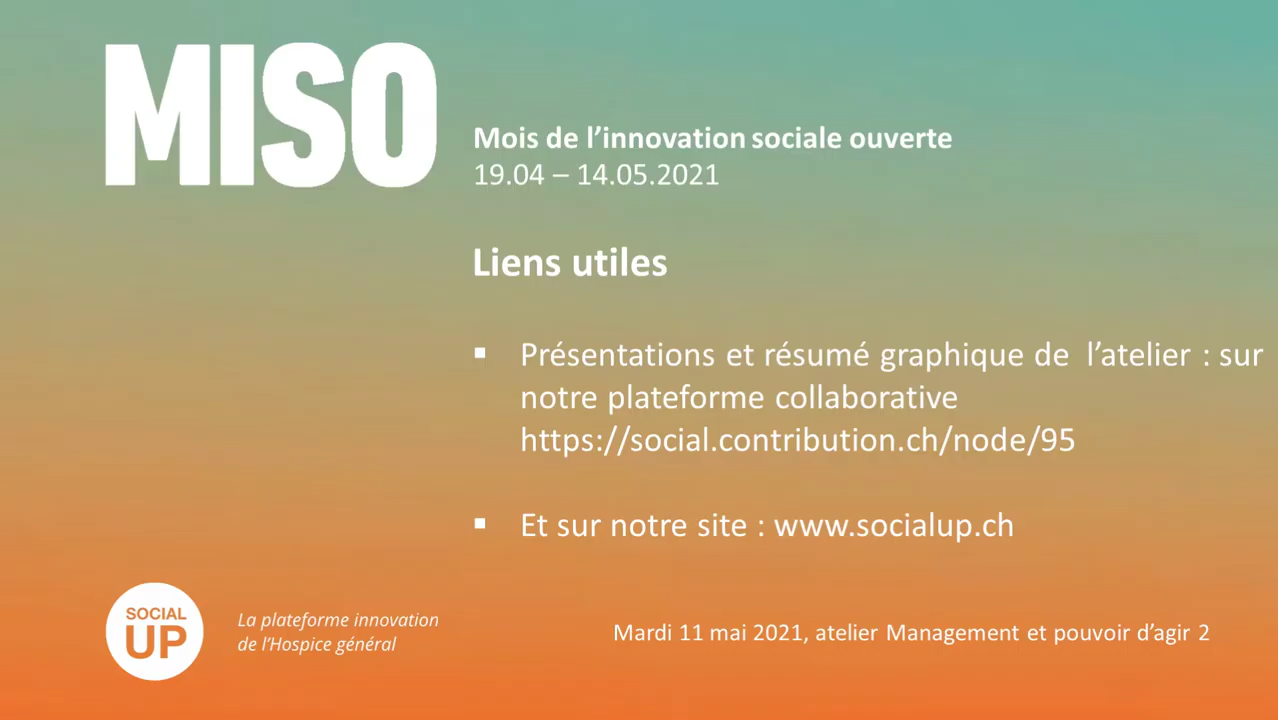 MISO
Mois de l’innovation sociale ouverte
19.04 – 14.05.2021
Liens utiles
▪ Présentations et résumé graphique de l’atelier : sur
notre plateforme collaborative
https://social.contribution.ch/node/95
▪ Et sur notre site : www.socialup.ch
SOCIAL
UP
La plateforme innovation
de l’Hospice général
Mardi 11 mai 2021, atelier Management et pouvoir d’agir 2